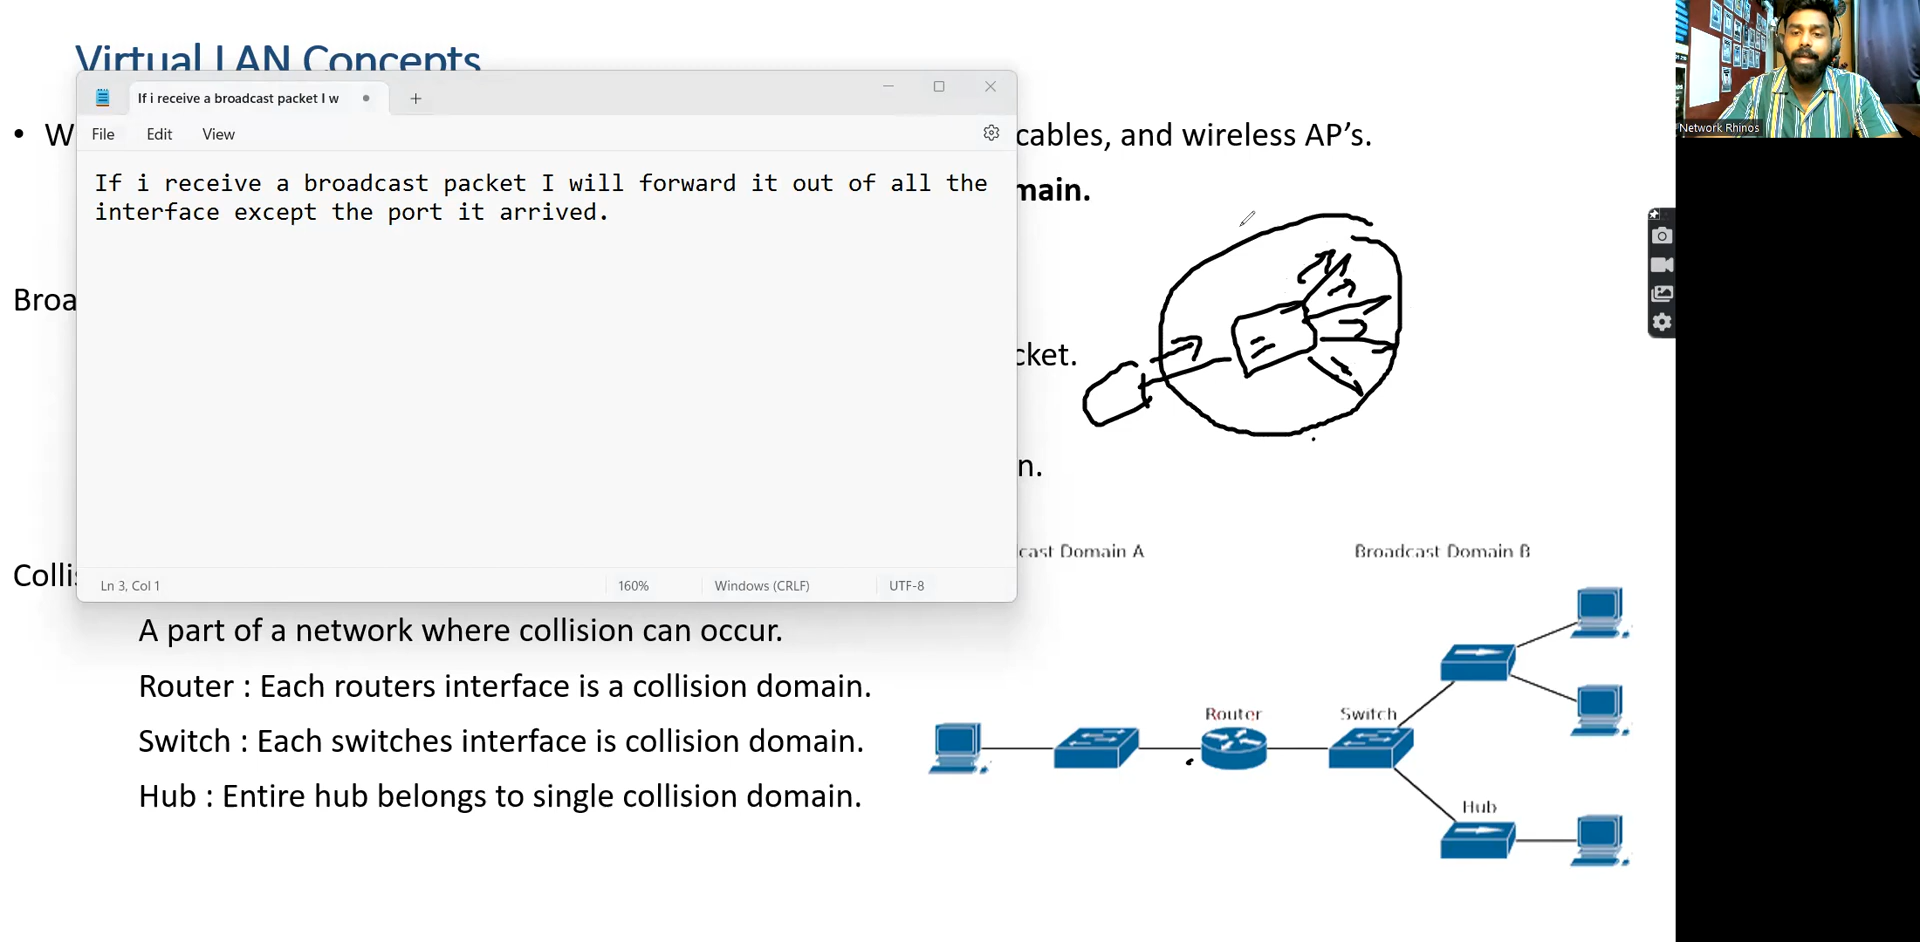 Virtual LAN Concepts
If i receive a broadcast packet I w
File Edit View
W
cables, and wireless AP’s.
main.
If i receive a broadcast packet I will forward it out of all the
interface except the port it arrived.
Broa
cket.
n.
Ln 3, Col 1 160% Windows (CRLF) UTF-8
Collis
cast Domain A Broadcast Domain B
A part of a network where collision can occur.
Router : Each routers interface is a collision domain.
Switch : Each switches interface is collision domain.
Hub : Entire hub belongs to single collision domain.
Router Switch
Hub
Network Rhinos